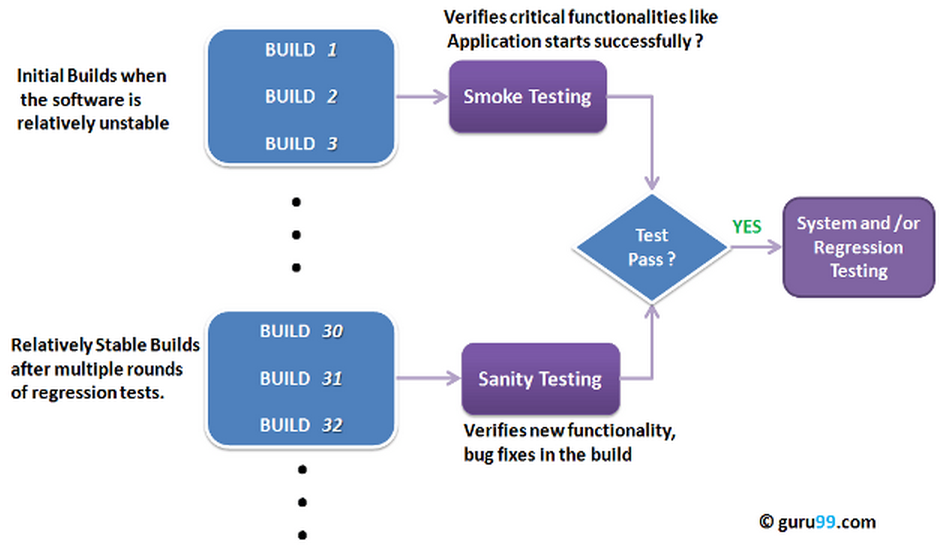 Verifies critical functionalities like
Application starts successfully ?
Initial Builds when
the software is
relatively unstable
BUILD 1
BUILD 2
BUILD 3
Smoke Testing
Test
Pass ?
YES
System and /or
Regression
Testing
Relatively Stable Builds
after multiple rounds
of regression tests.
BUILD 30
BUILD 31
BUILD 32
Sanity Testing
Verifies new functionality,
bug fixes in the build
© guru99.com